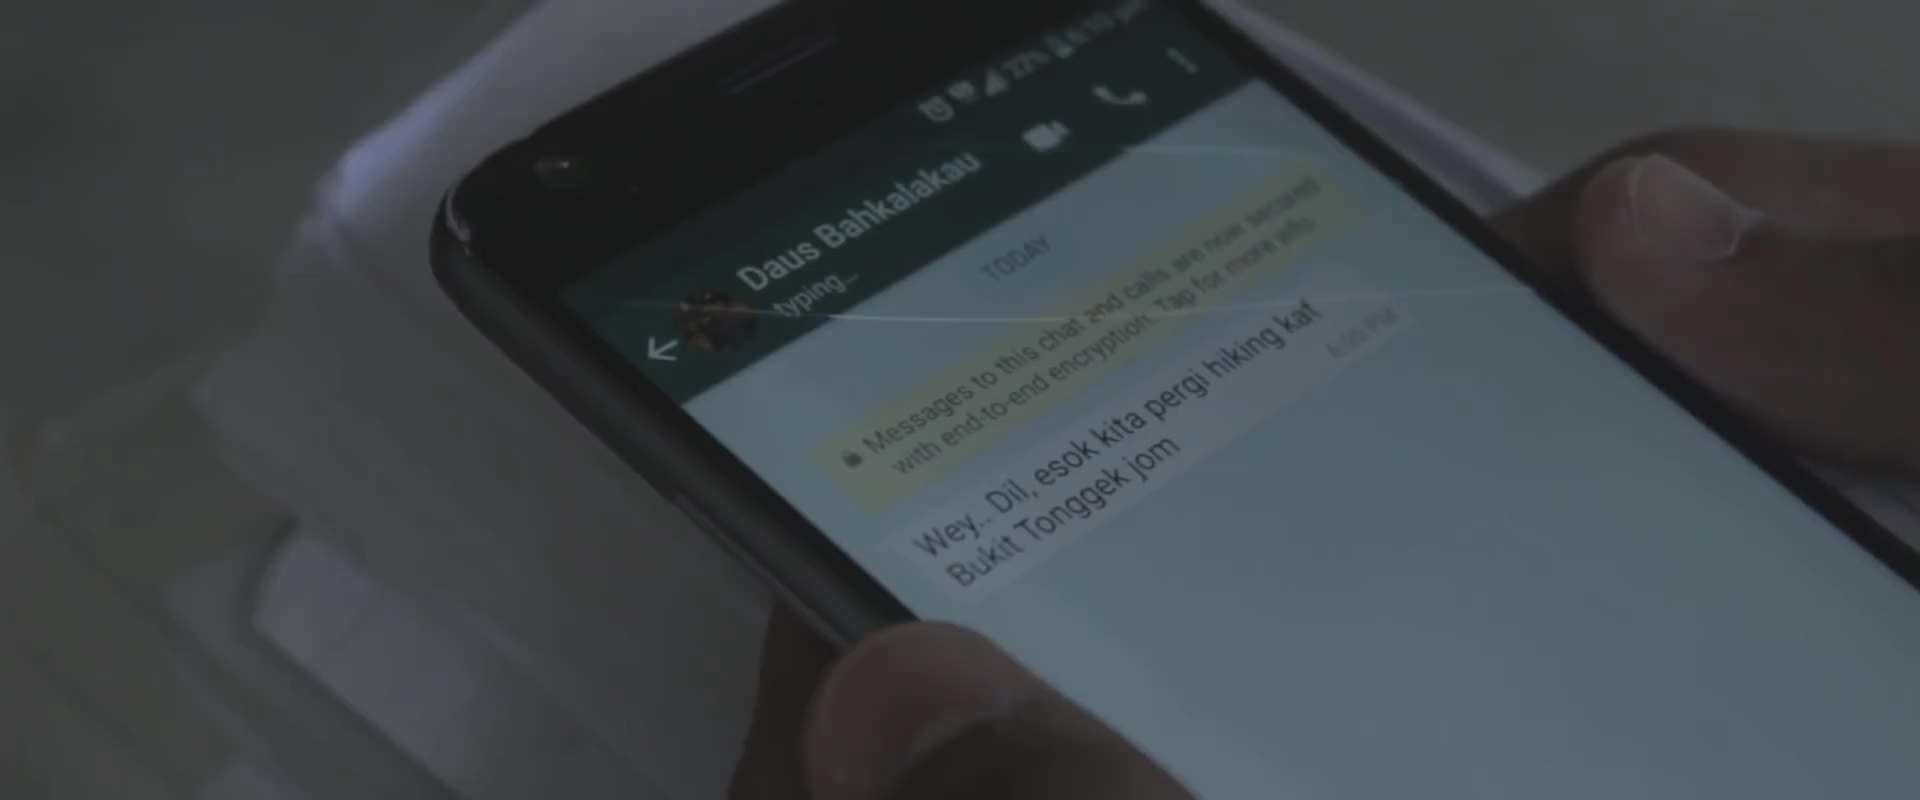 22%
Daus Bahkalakau
typing...
TODAY
Messages to this chat and calls are now secured
with end-to-end encryption. Tap for more info.
Wey.. Dil, esok kita pergi hiking kat
Bukit Tonggek jom